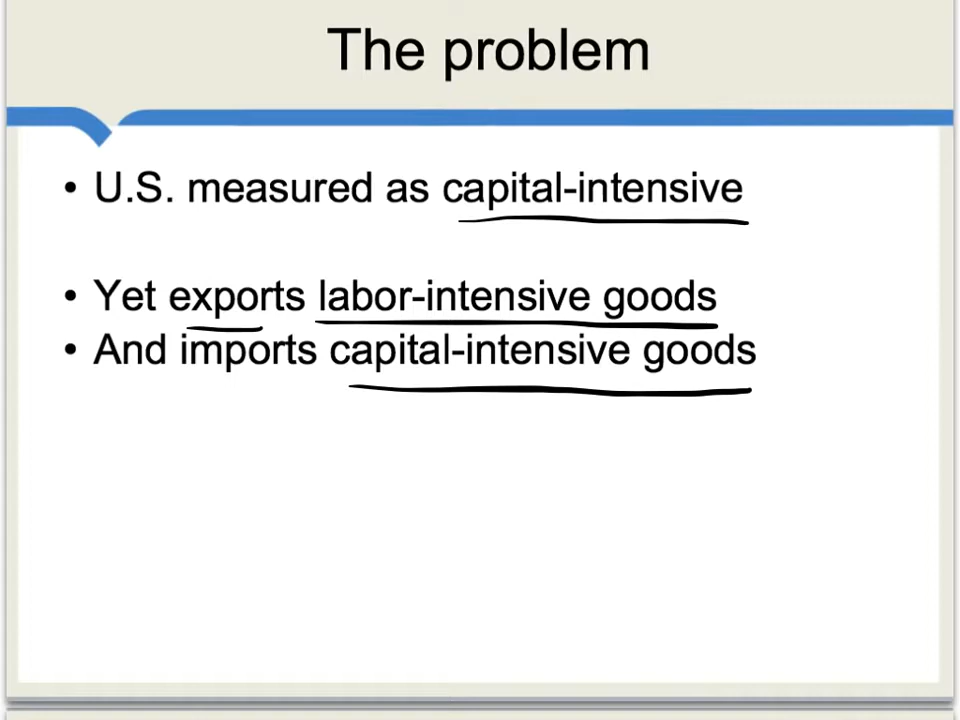 The problem
• U.S. measured as capital-intensive
• Yet exports labor-intensive goods
• And imports capital-intensive goods